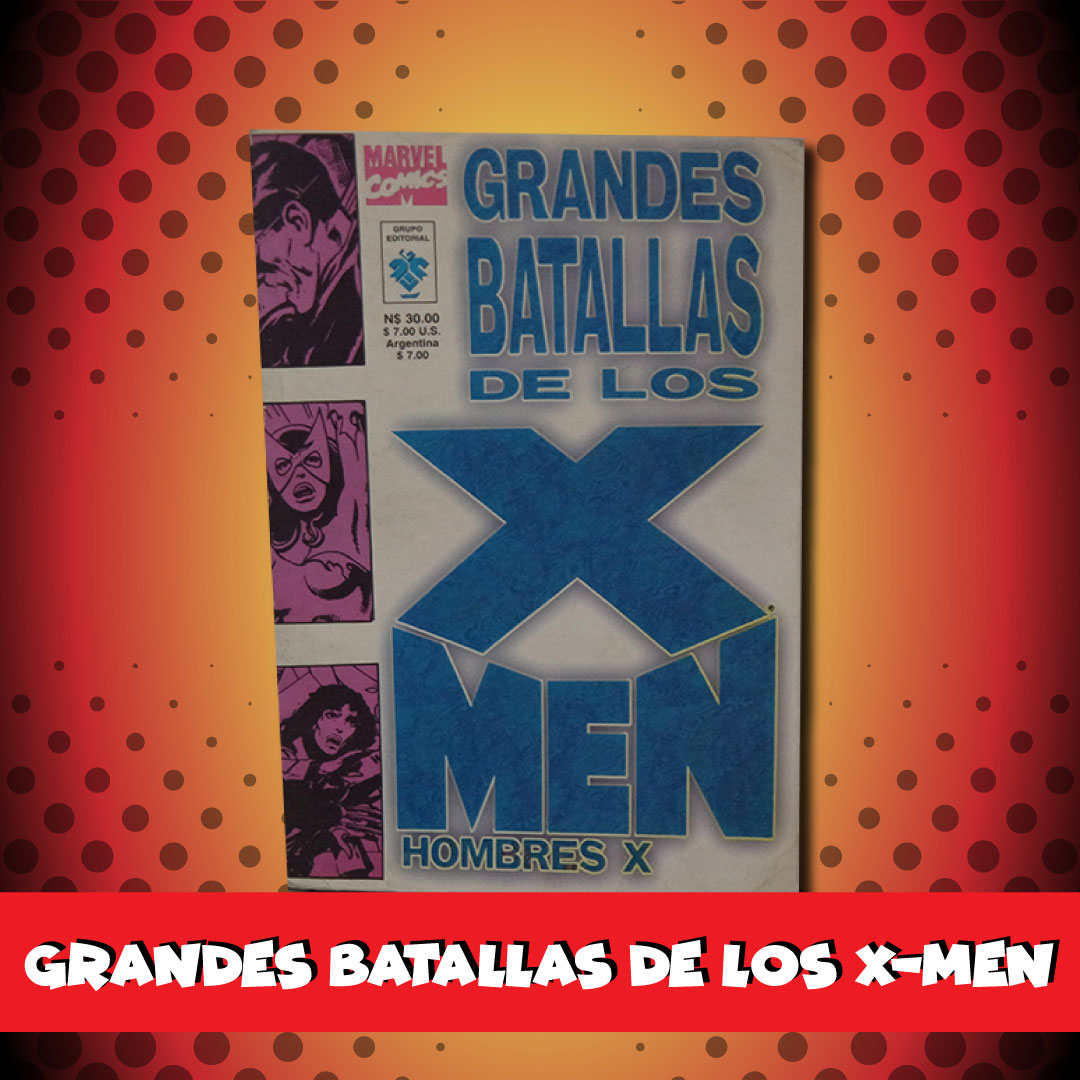 MARVEL
COMICS
GRUPO
EDITORIAL
N$ 30.00
$ 7.00 U.S.
Argentina
$ 7.00
GRANDES
BATALLAS
DE LOS
X
MEN
HOMBRES X
GRANDES BATALLAS DE LOS X-MEN